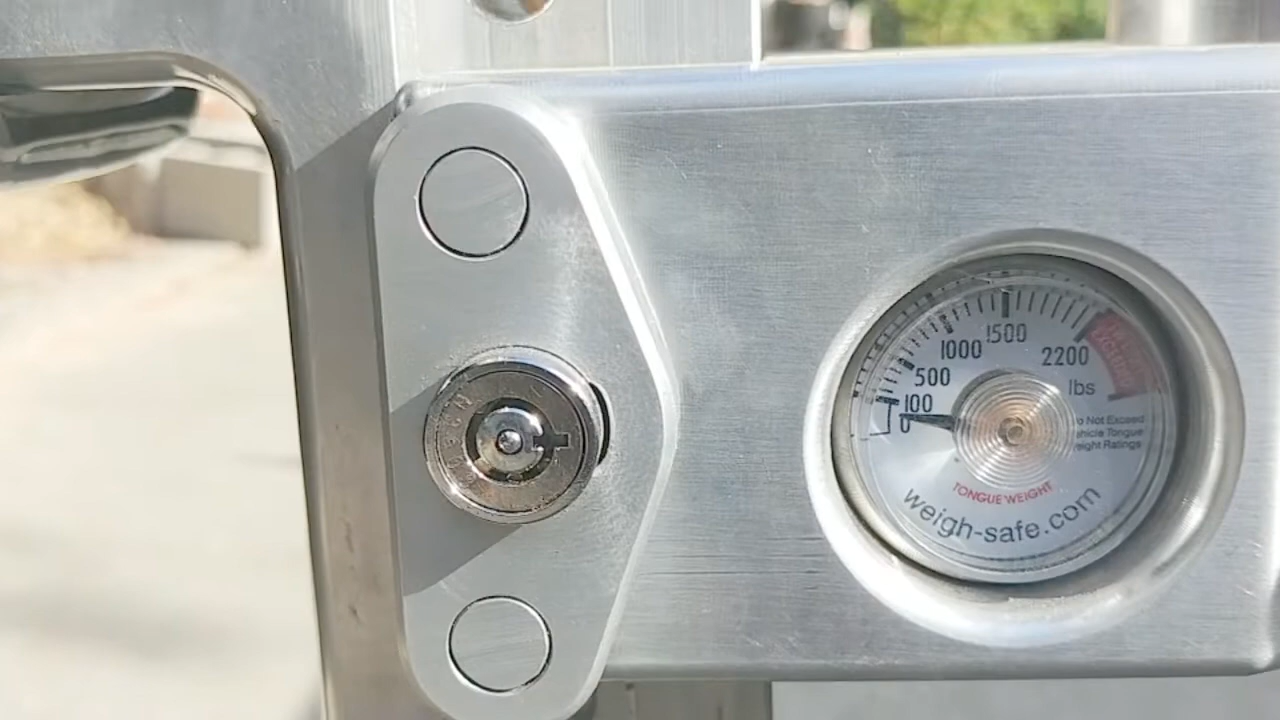 1500
1000
2200
500
lbs
100
0
Do Not Exceed
Vehicle Tongue
Weight Ratings
TONGUE WEIGHT
weigh-safe.com